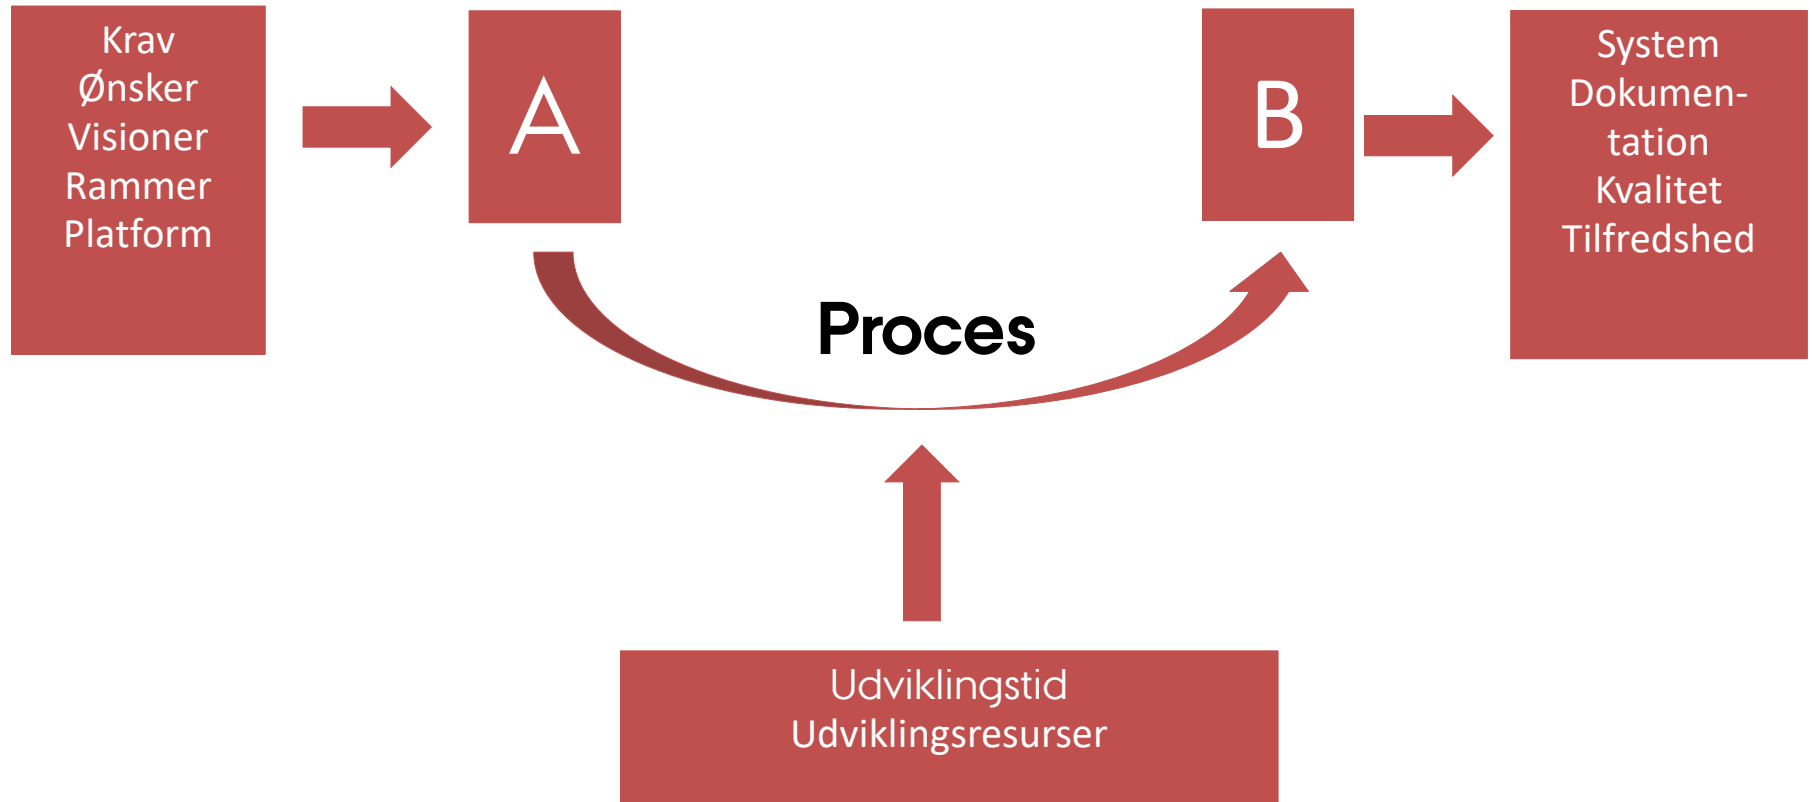 Krav
Ønsker
Visioner
Rammer
Platform
A
B
System
Dokumen-
tation
Kvalitet
Tilfredshed
Proces
Udviklingstid
Udviklingsresurser